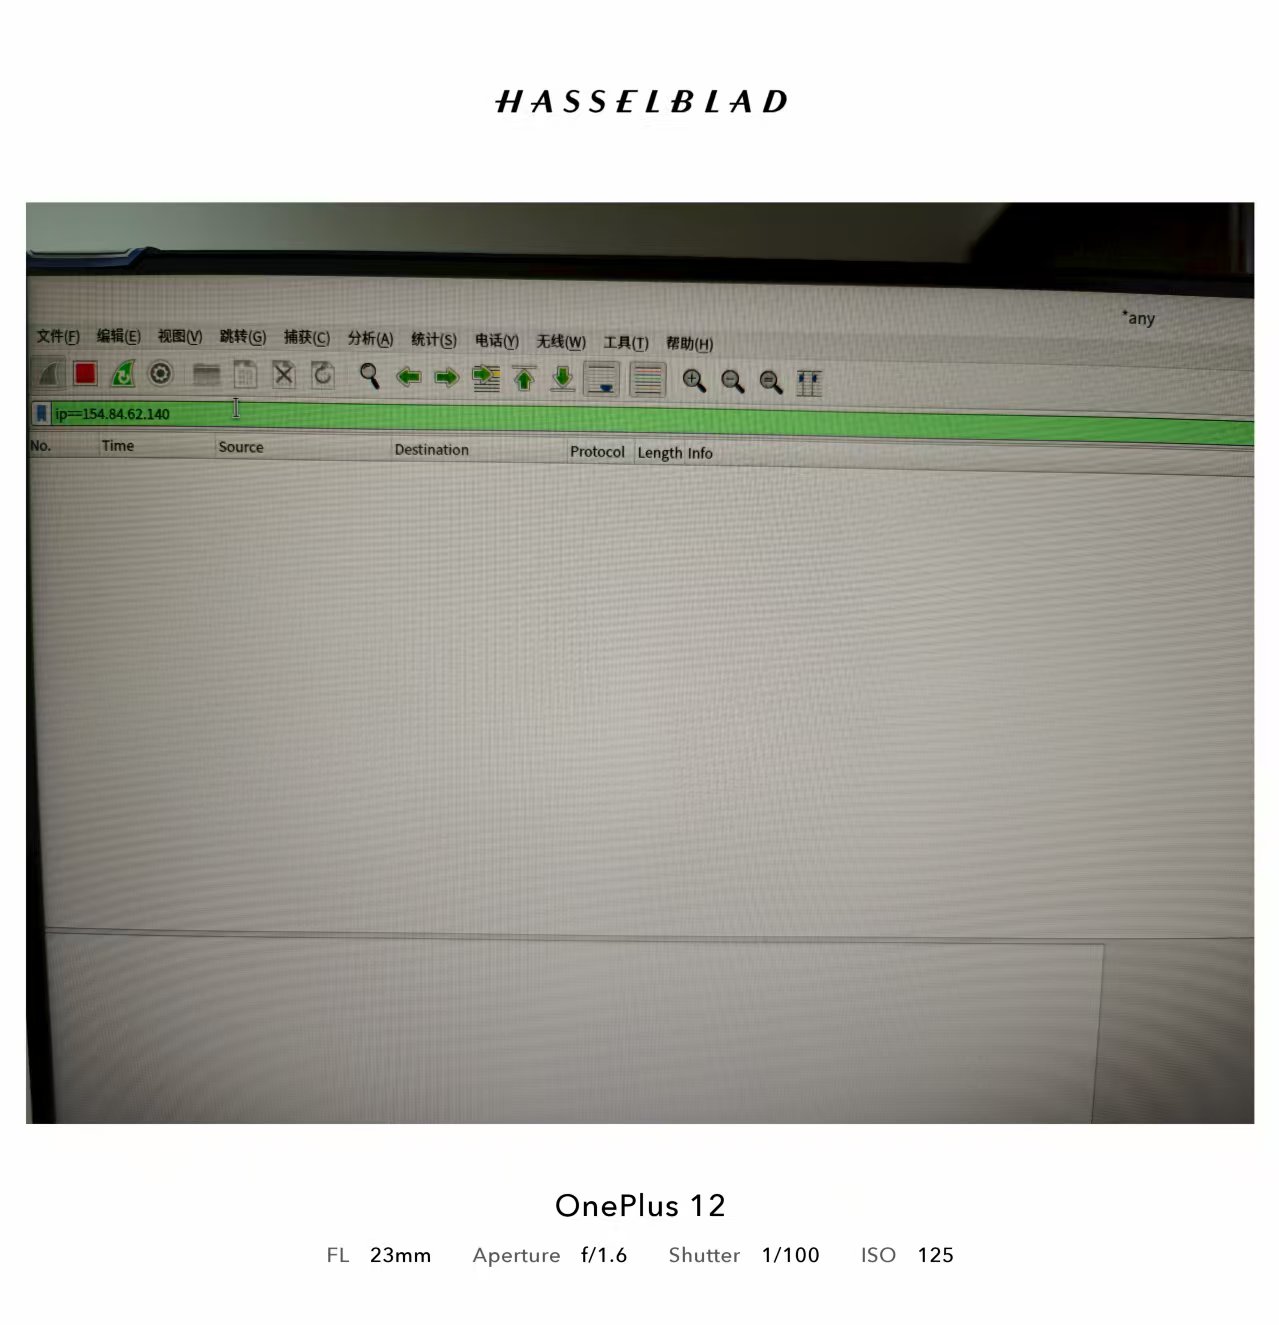 HASSELBLAD
*any
文件(F) 编辑(E) 视图(V) 跳转(G) 捕获(C) 分析(A) 统计(S) 电话(Y) 无线(W) 工具(T) 帮助(H)
ip==154.84.62.140
No. Time Source Destination Protocol Length Info
OnePlus 12
FL 23mm Aperture f/1.6 Shutter 1/100 ISO 125